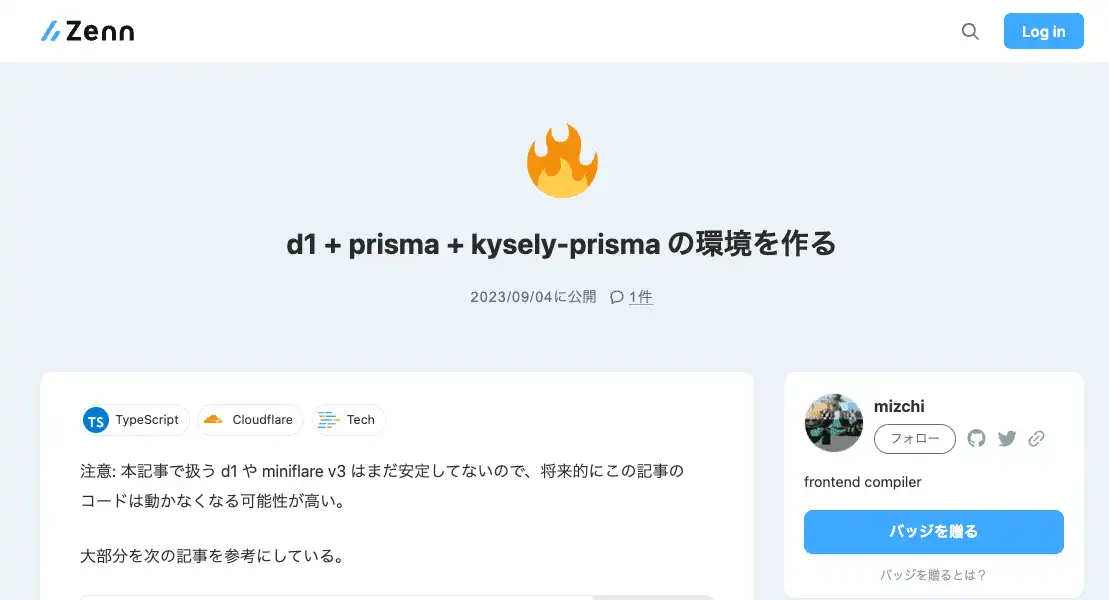 Zenn
Log in
d1 + prisma + kysely-prisma の環境を作る
2023/09/04に公開 1件
TypeScript Cloudflare Tech
注意: 本記事で扱う d1 や miniflare v3 はまだ安定してないので、将来的にこの記事の
コードは動かなくなる可能性が高い。
大部分を次の記事を参考にしている。
mizchi
フォロー
frontend compiler
バッジを贈る
バッジを贈るとは？